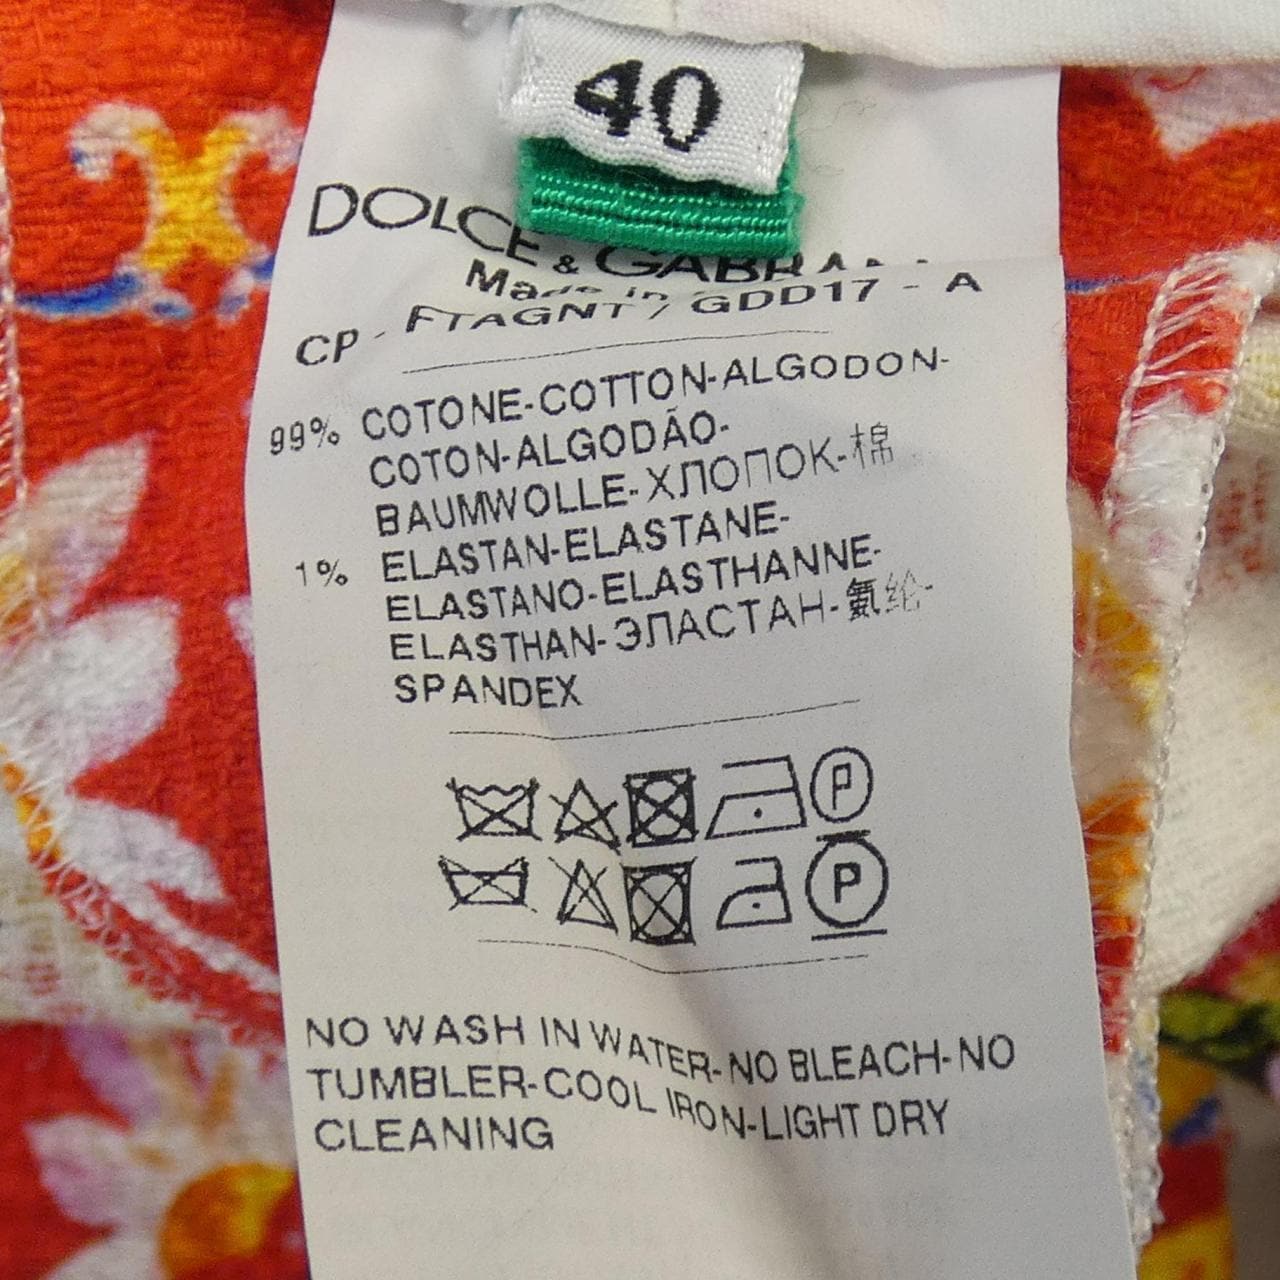 40
DOLCE & GABBANA
Made in
CP - FTAGNT / GDD17 - A
99% COTONE-COTTON-ALGODON-
COTON-ALGODÃO-
BAUMWOLLE-ХЛОПОК-棉
1% ELASTAN-ELASTANE-
ELASTANO-ELASTHANNE-
ELASTHAN-ЭЛАСТАН-氨纶-
SPANDEX
P
P
NO WASH IN WATER-NO BLEACH-NO
TUMBLER-COOL IRON-LIGHT DRY
CLEANING